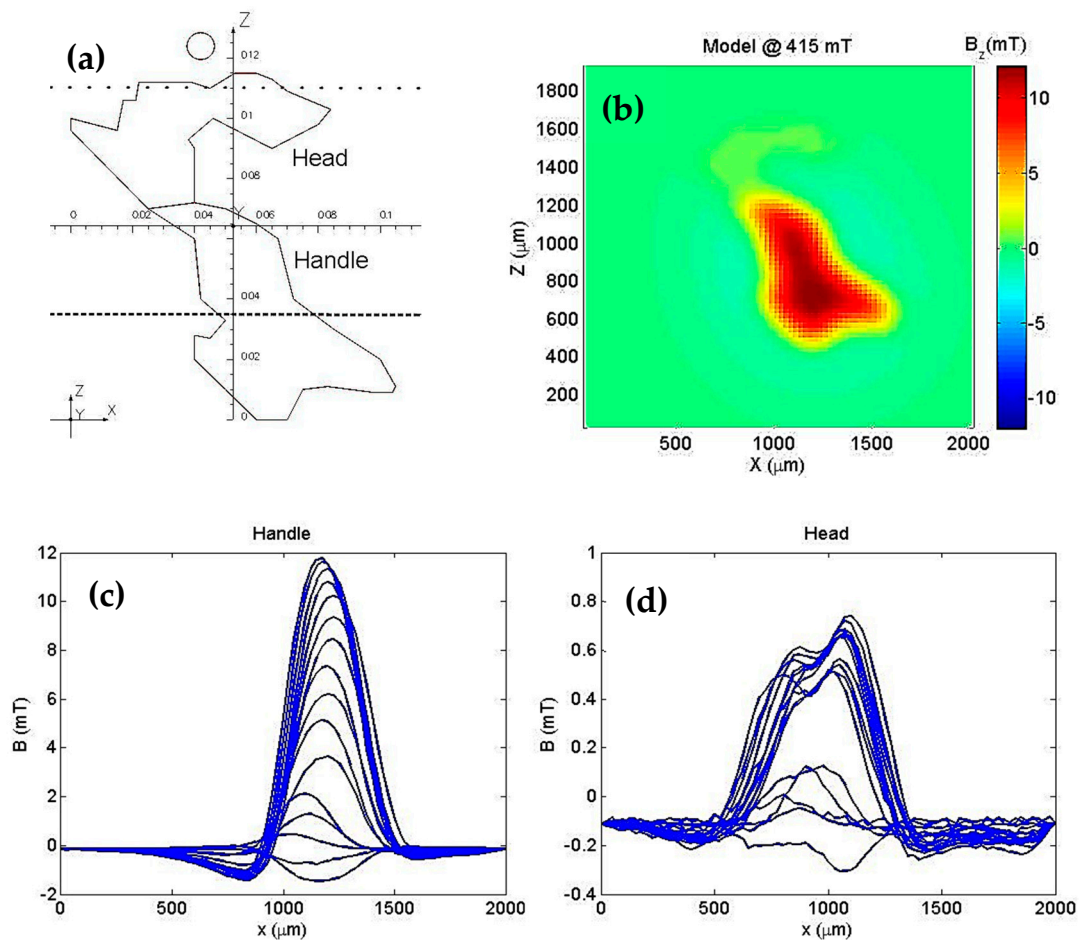 (a)
Z
0.12
0.1
Head
0.08
0 0.02 0.04 Y 0.06 0.08 0.1
Handle
0.04
0.02
0
Z
Y X
(b)
Model @ 415 mT
B_z(mT)
Z (μm)
1800
1600
1400
1200
1000
800
600
400
200
500 1000 1500 2000
X (μm)
10
5
0
-5
-10
(c)
Handle
B (mT)
12
10
8
6
4
2
0
-2
0 500 1000 1500 2000
x (μm)
(d)
Head
B (mT)
1
0.8
0.6
0.4
0.2
0
-0.2
-0.4
0 500 1000 1500 2000
x (μm)